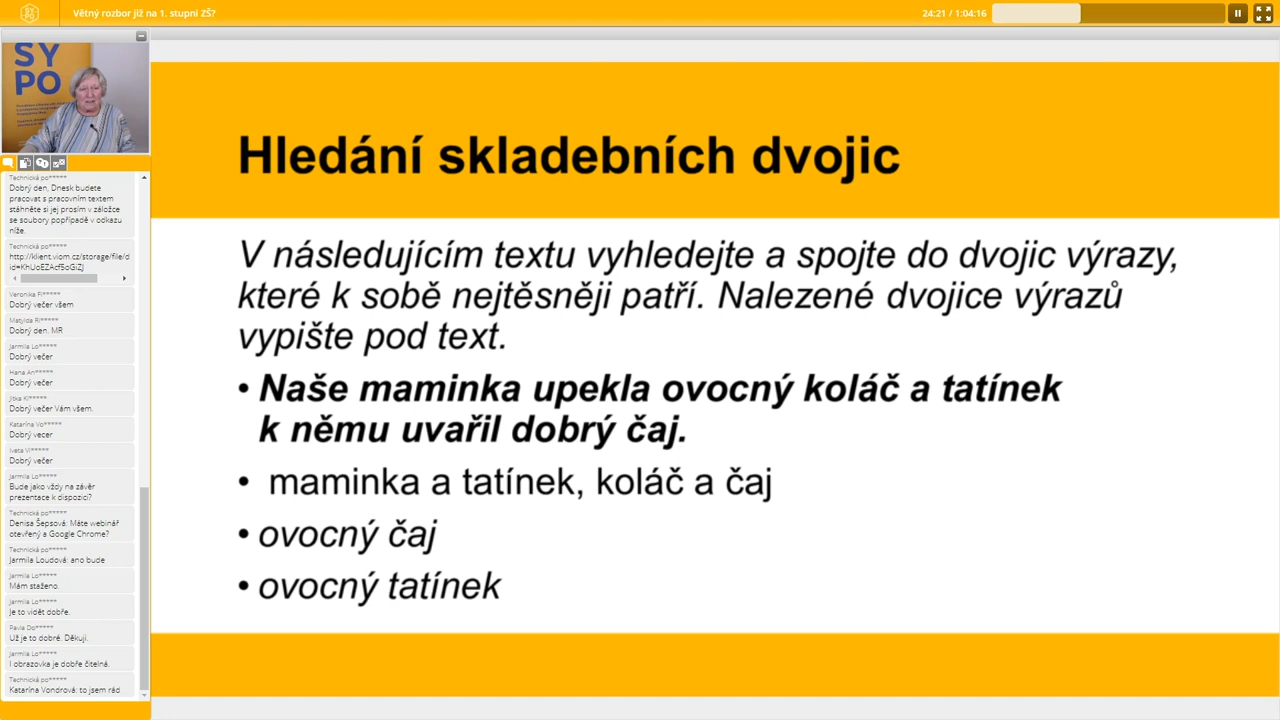 Větný rozbor již na 1. stupni ZŠ?
24:21 / 1:04:16
SY
PO
Technická po*****
Dobrý den, Dnesk budete
pracovat s pracovním textem
stáhněte si jej prosím v záložce
se soubory popřípadě v odkazu
níže.
Technická po*****
http://klient.viom.cz/storage/file/d
id=KhUoEZAcf5oGiZJ
Veronika Fi*****
Dobrý večer všem
Matylda Ri*****
Dobrý den. MR
Jarmila Lo*****
Dobrý večer
Hana An*****
Dobrý večer
Jitka Kl*****
Dobrý večer Vám všem.
Katarína Vo*****
Dobrý vecer
Iveta Vl*****
Dobrý večer
Jarmila Lo*****
Bude jako vždy na závěr
prezentace k dispozici?
Technická po*****
Denisa Šepsová: Máte webinář
otevřený a Google Chrome?
Technická po*****
Jarmila Loudová: ano bude
Jarmila Lo*****
Mám staženo.
Jarmila Lo*****
Je to vidět dobře.
Pavla Do*****
Už je to dobré. Děkuji.
Jarmila Lo*****
I obrazovka je dobře čitelná.
Technická po*****
Katarína Vondrová: to jsem rád
Hledání skladebních dvojic
V následujícím textu vyhledejte a spojte do dvojic výrazy,
které k sobě nejtěsněji patří. Nalezené dvojice výrazů
vypište pod text.
• Naše maminka upekla ovocný koláč a tatínek
k němu uvařil dobrý čaj.
• maminka a tatínek, koláč a čaj
• ovocný čaj
• ovocný tatínek